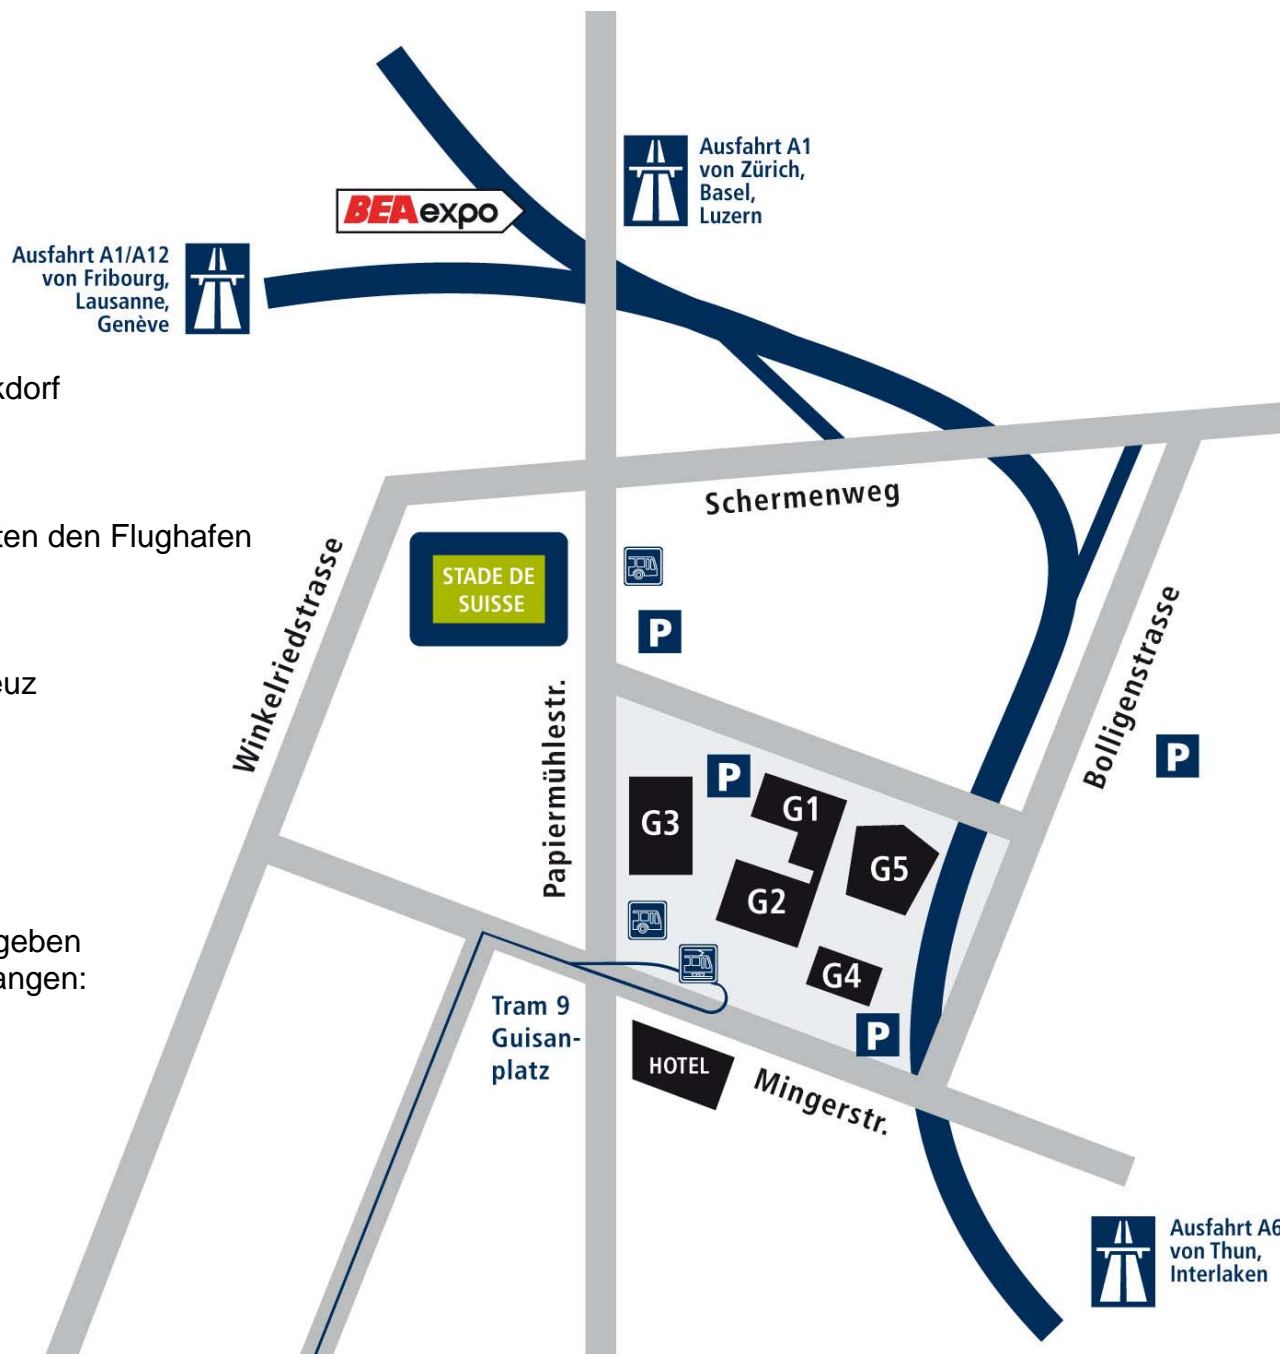 Ausfahrt A1
von Zürich,
Basel,
Luzern
BEAexpo
Ausfahrt A1/A12
von Fribourg,
Lausanne,
Genève
kdorf
Schermenweg
ten den Flughafen
STADE DE
SUISSE
Winkelriedstrasse
P
Bolligenstrasse
euz
Papiermühlestr.
P
P
G1
G3
G5
G2
geben
angen:
G4
Tram 9
Guisan-
platz
P
HOTEL
Mingerstr.
Ausfahrt A6
von Thun,
Interlaken